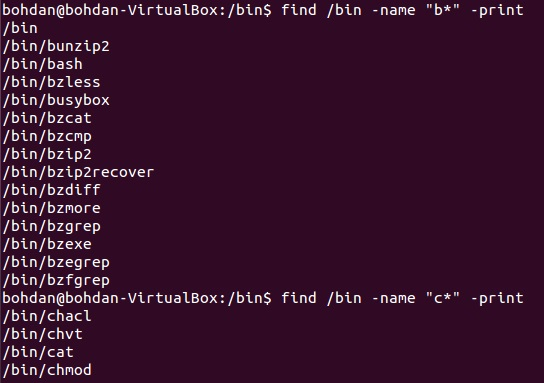 bohdan@bohdan-VirtualBox:/bin$ find /bin -name "b*" -print
/bin
/bin/bunzip2
/bin/bash
/bin/bzless
/bin/busybox
/bin/bzcat
/bin/bzcmp
/bin/bzip2
/bin/bzip2recover
/bin/bzdiff
/bin/bzmore
/bin/bzgrep
/bin/bzexe
/bin/bzegrep
/bin/bzfgrep
bohdan@bohdan-VirtualBox:/bin$ find /bin -name "c*" -print
/bin/chacl
/bin/chvt
/bin/cat
/bin/chmod